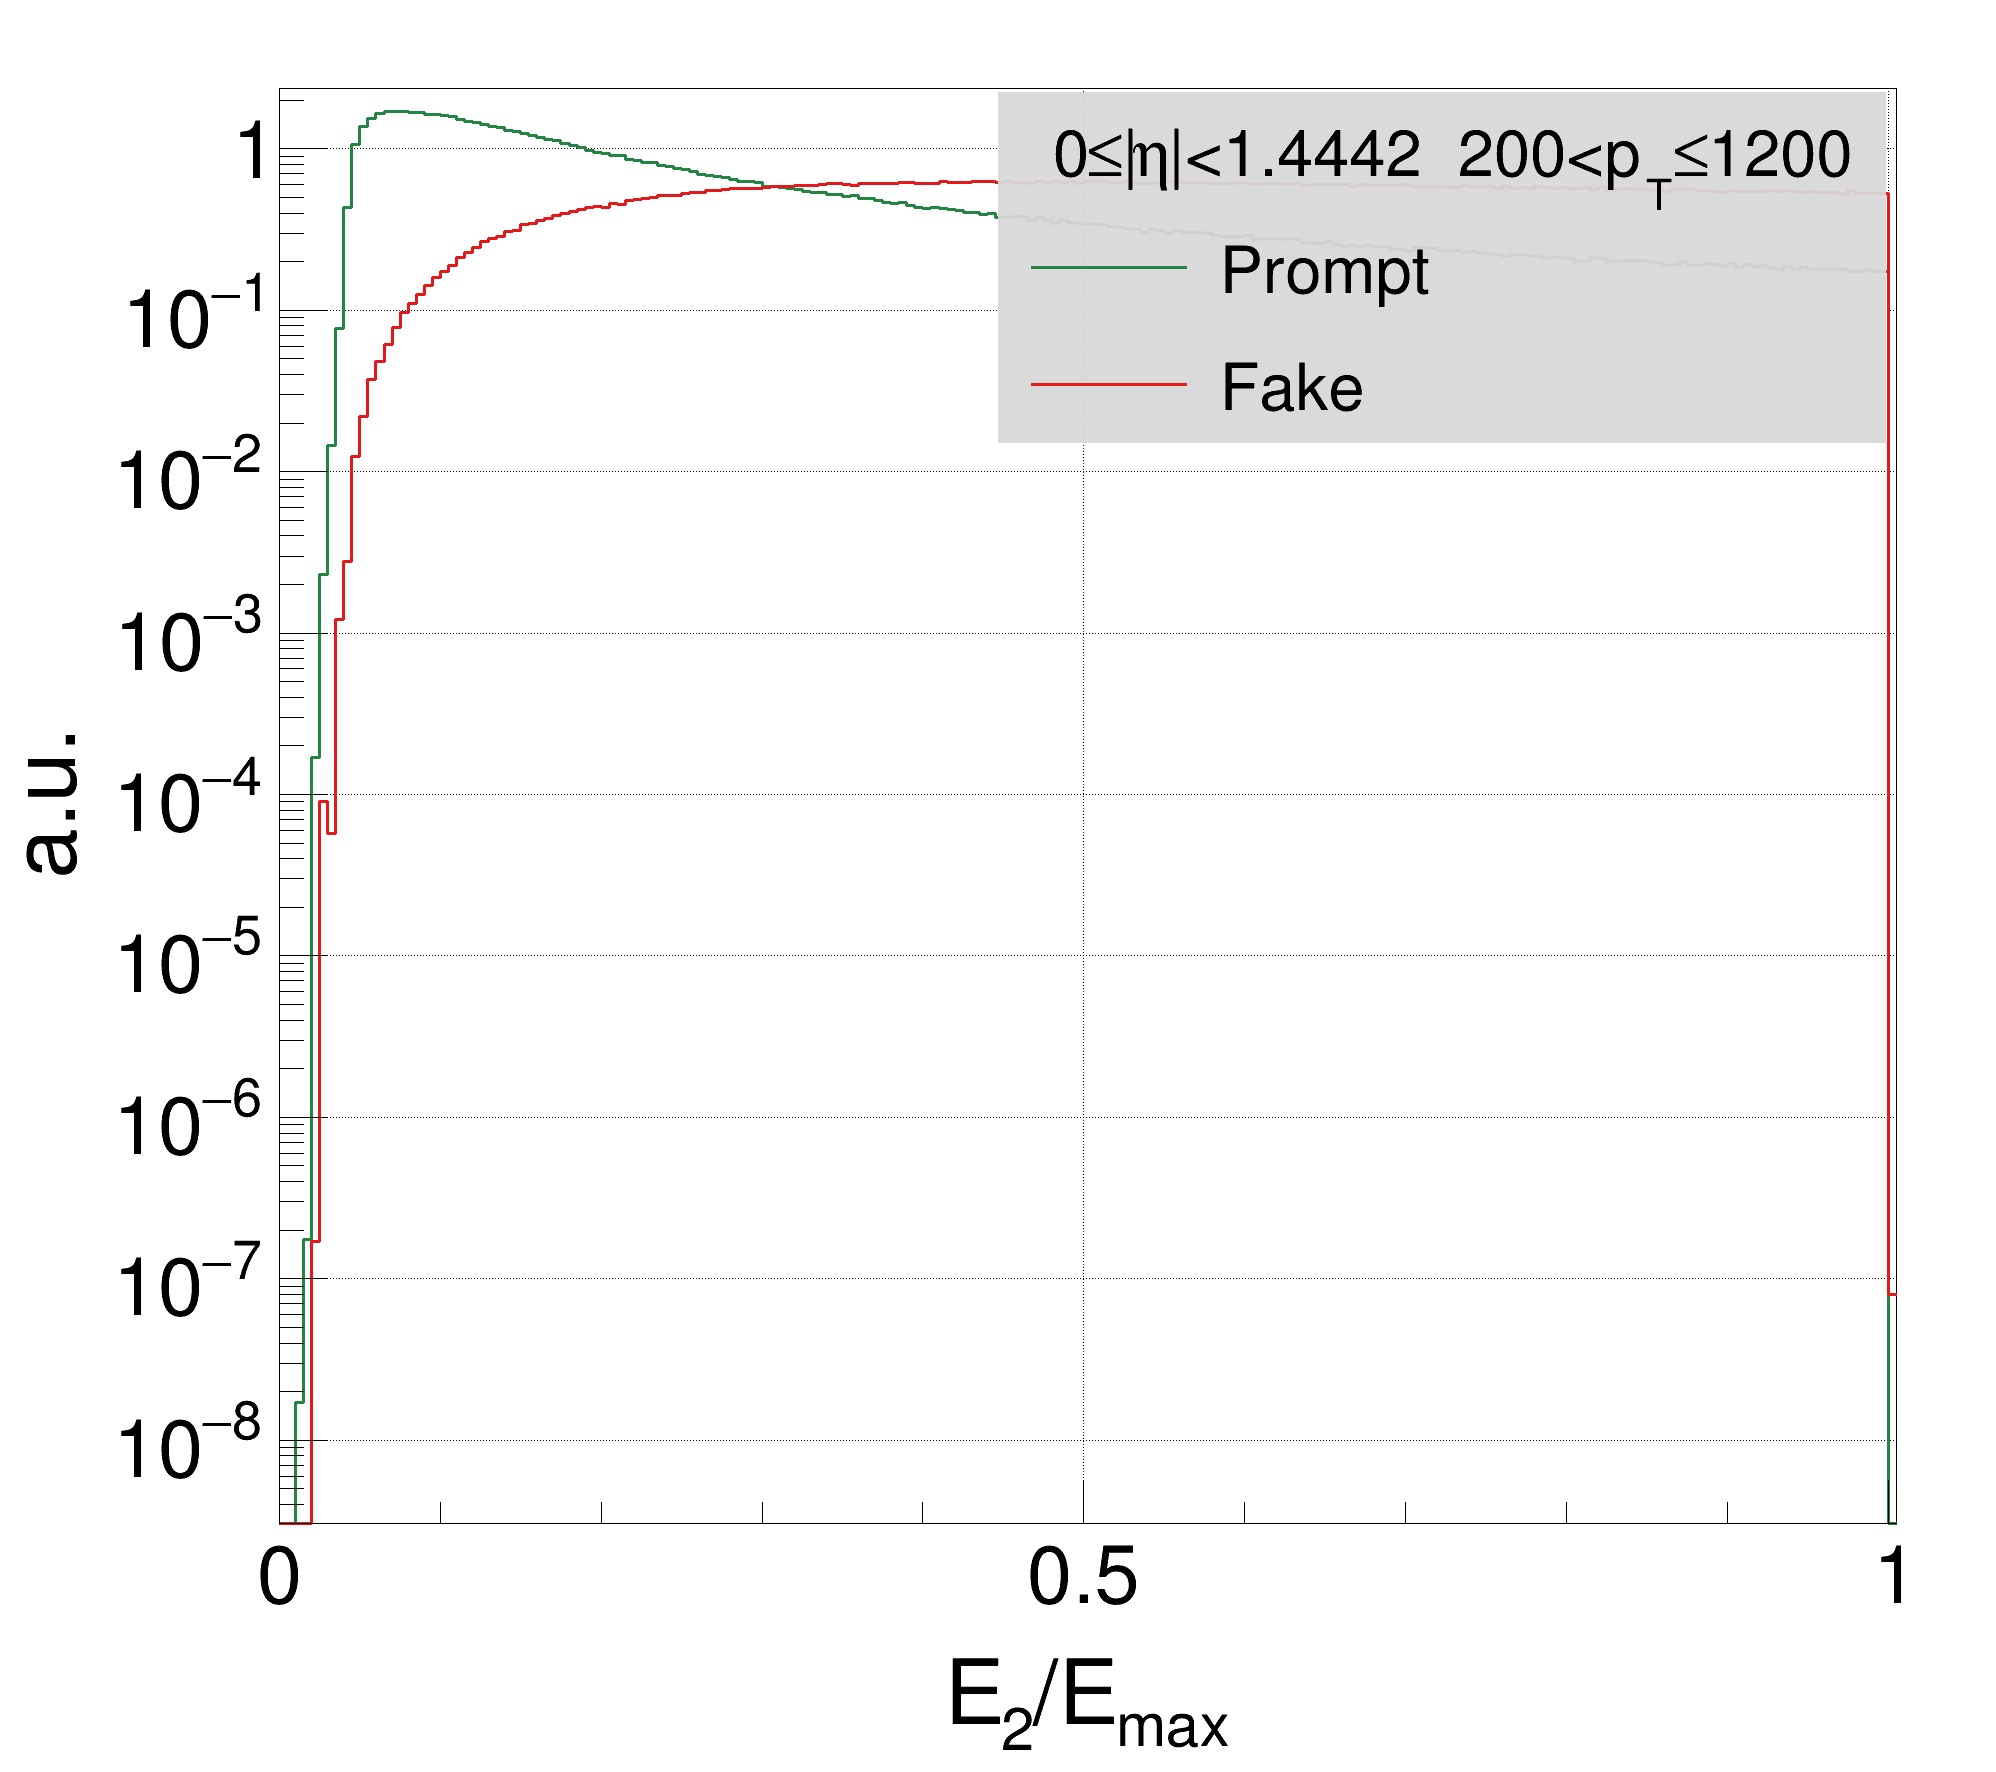 0≤|η|<1.4442 200<p_T≤1200
Prompt
Fake
1
10⁻¹
10⁻²
10⁻³
10⁻⁴
10⁻⁵
10⁻⁶
10⁻⁷
10⁻⁸
a.u.
0 0.5 1
E₂/E_max